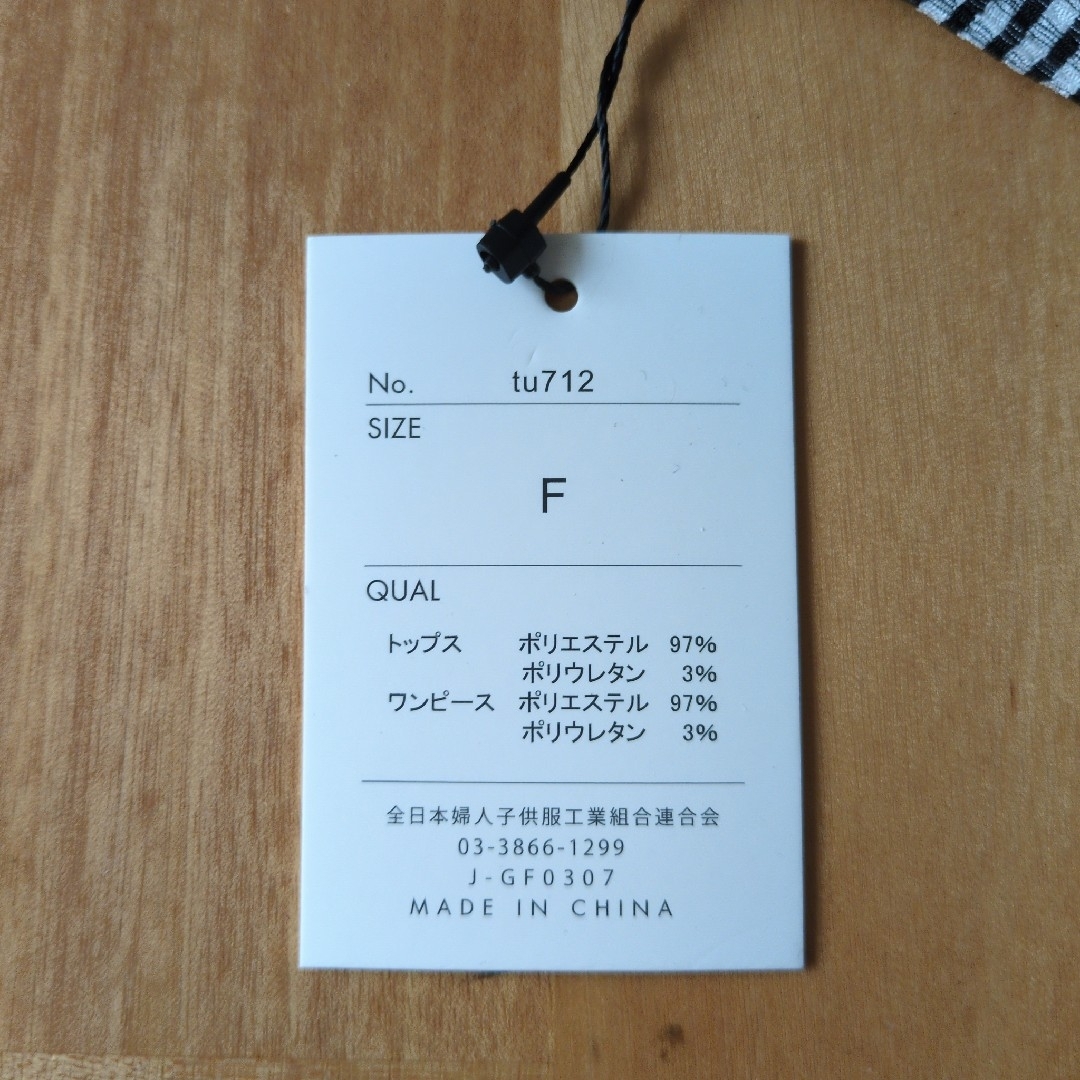 No. tu712
SIZE
F
QUAL
トップス ポリエステル 97%
ポリウレタン 3%
ワンピース ポリエステル 97%
ポリウレタン 3%
全日本婦人子供服工業組合連合会
03-3866-1299
J-GF0307
MADE IN CHINA